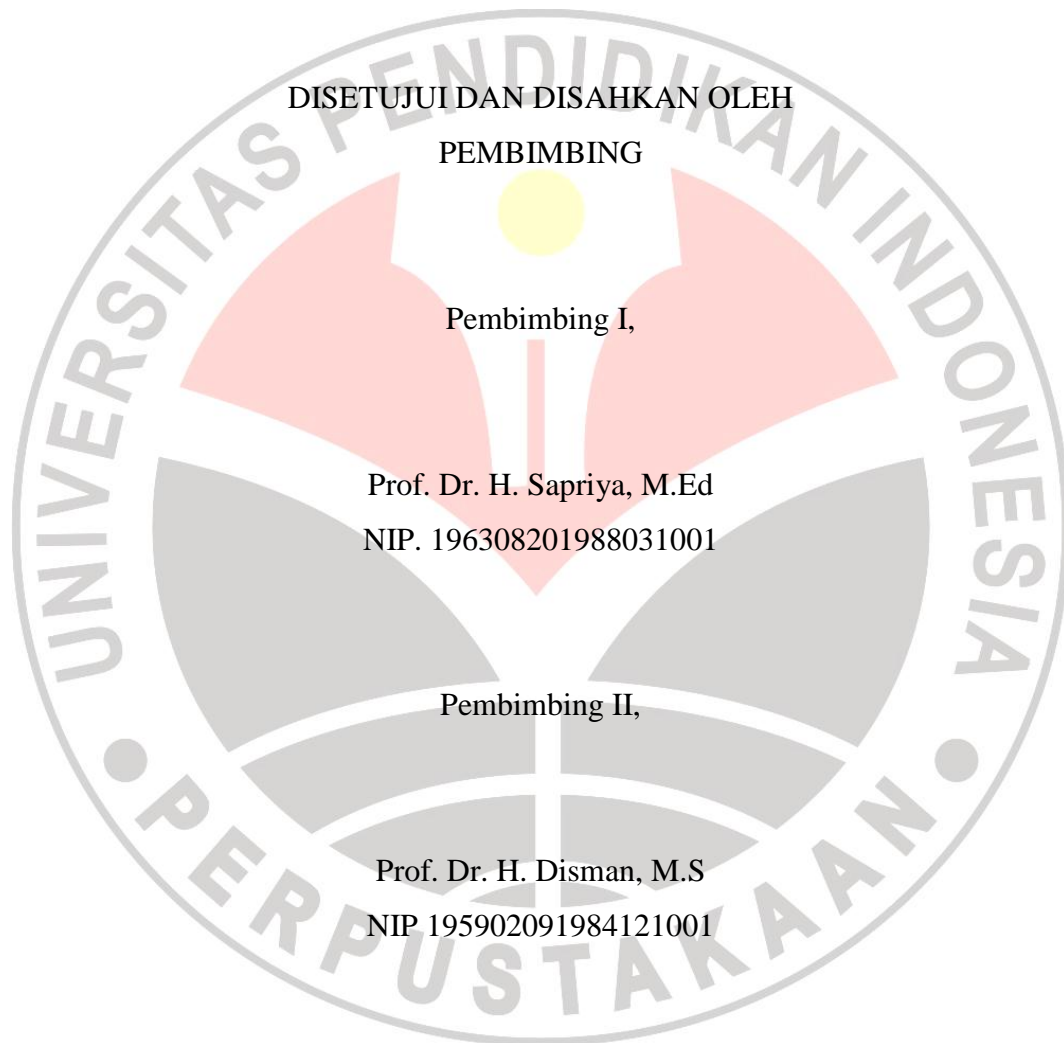 UNIVERSITAS PENDIDIKAN INDONESIA
DISETUJUI DAN DISAHKAN OLEH
PEMBIMBING
Pembimbing I,
Prof. Dr. H. Sapriya, M.Ed
NIP. 196308201988031001
Pembimbing II,
Prof. Dr. H. Disman, M.S
NIP 195902091984121001
PERPUSTAKAAN